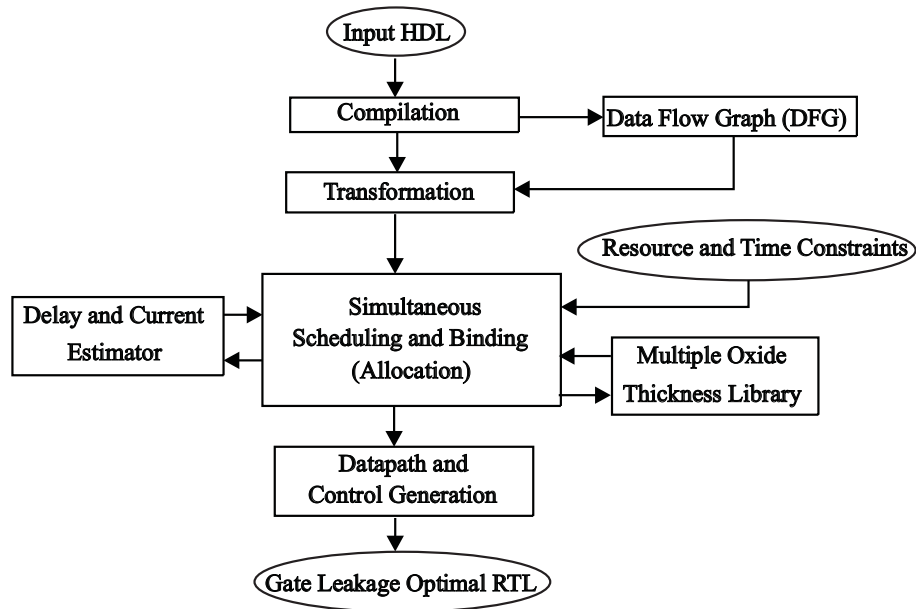 Input HDL
Compilation
Data Flow Graph (DFG)
Transformation
Resource and Time Constraints
Simultaneous
Scheduling and Binding
(Allocation)
Delay and Current
Estimator
Multiple Oxide
Thickness Library
Datapath and
Control Generation
Gate Leakage Optimal RTL